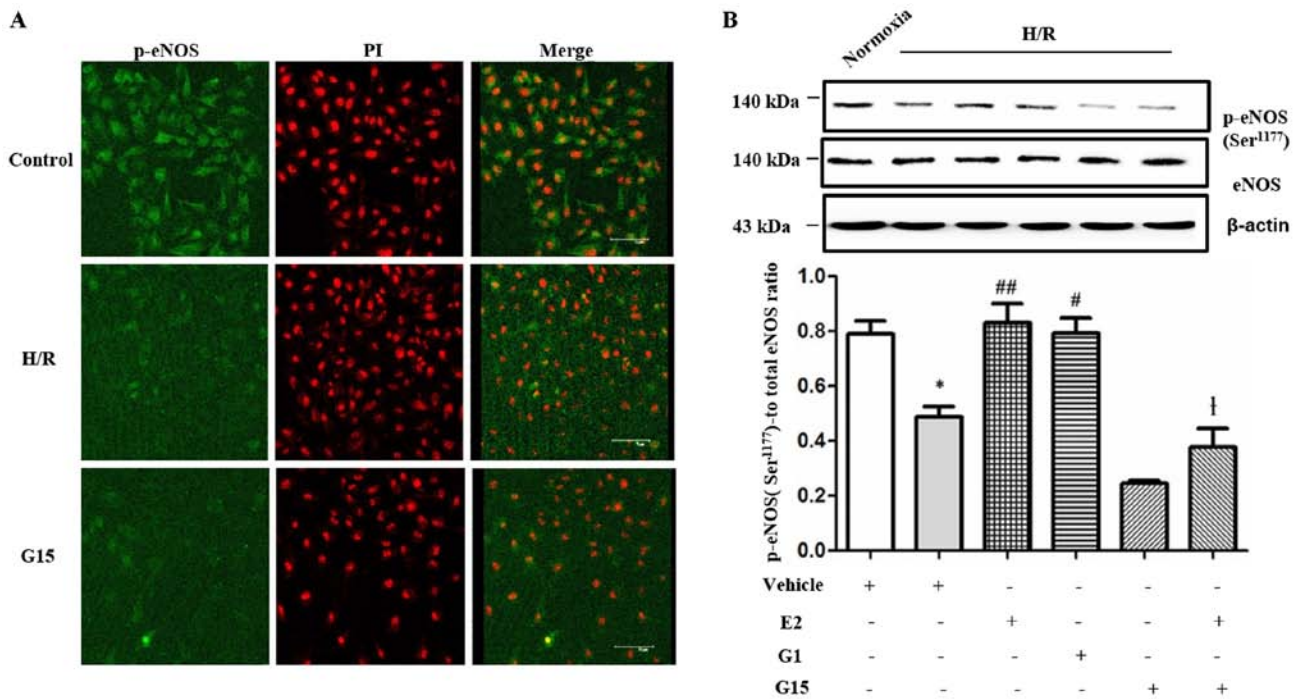 A
p-eNOS PI Merge
Control
H/R
G15
B
Normoxia
H/R
140 kDa
p-eNOS
(Ser¹¹⁷⁷)
140 kDa
eNOS
43 kDa
β-actin
p-eNOS( Ser¹¹⁷⁷)-to total eNOS ratio
1.0
0.8
0.6
0.4
0.2
0.0
* ## # ƚ
Vehicle + + - - - -
E2 - - + - - +
G1 - - - + - -
G15 - - - - + +